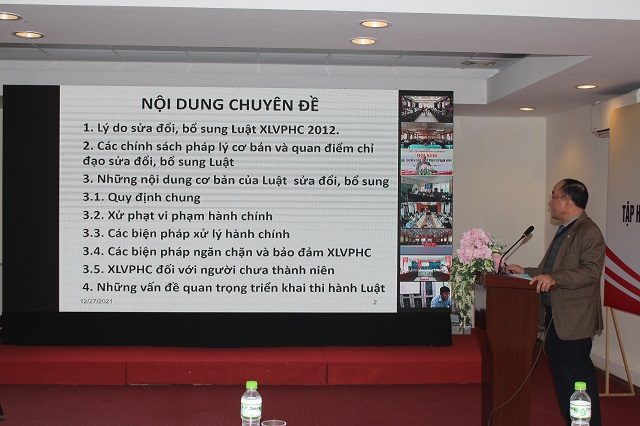 NỘI DUNG CHUYÊN ĐỀ
1. Lý do sửa đổi, bổ sung Luật XLVPHC 2012.
2. Các chính sách pháp lý cơ bản và quan điểm chỉ
đạo sửa đổi, bổ sung Luật
3. Những nội dung cơ bản của Luật sửa đổi, bổ sung
3.1. Quy định chung
3.2. Xử phạt vi phạm hành chính
3.3. Các biện pháp xử lý hành chính
3.4. Các biện pháp ngăn chặn và bảo đảm XLVPHC
3.5. XLVPHC đối với người chưa thành niên
4. Những vấn đề quan trọng triển khai thi hành Luật
12/27/2021
2
HỘI NGHỊ
TẬP H